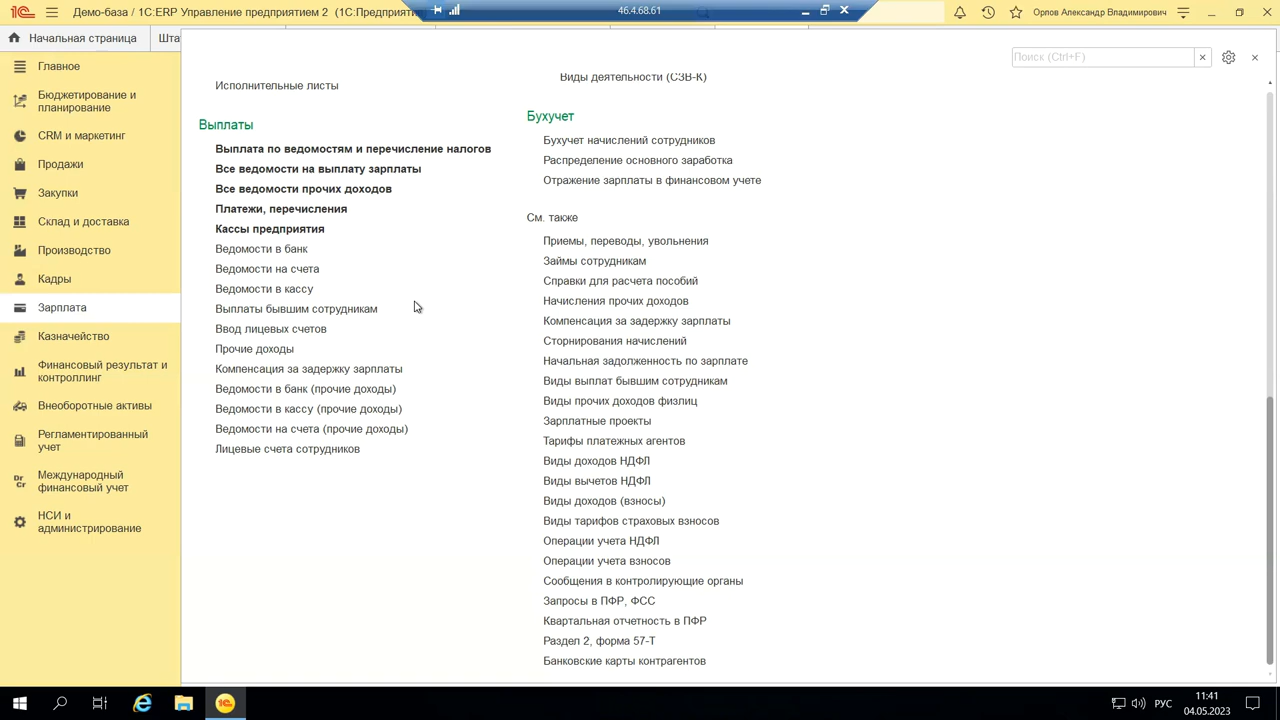 1С Демо-база / 1С:ERP Управление предприятием 2 (1С:Предприяти
46.4.68.61
Орлов Александр Владимирович
Начальная страница
Шта
Поиск (Ctrl+F)
Главное
Бюджетирование и
планирование
CRM и маркетинг
Продажи
Закупки
Склад и доставка
Производство
Кадры
Зарплата
Казначейство
Финансовый результат и
контроллинг
Внеоборотные активы
Регламентированный
учет
Dr
Cr
Международный
финансовый учет
НСИ и
администрирование
Исполнительные листы
Выплаты
Выплата по ведомостям и перечисление налогов
Все ведомости на выплату зарплаты
Все ведомости прочих доходов
Платежи, перечисления
Кассы предприятия
Ведомости в банк
Ведомости на счета
Ведомости в кассу
Выплаты бывшим сотрудникам
Ввод лицевых счетов
Прочие доходы
Компенсация за задержку зарплаты
Ведомости в банк (прочие доходы)
Ведомости в кассу (прочие доходы)
Ведомости на счета (прочие доходы)
Лицевые счета сотрудников
Виды деятельности (СЗВ-К)
Бухучет
Бухучет начислений сотрудников
Распределение основного заработка
Отражение зарплаты в финансовом учете
См. также
Приемы, переводы, увольнения
Займы сотрудникам
Справки для расчета пособий
Начисления прочих доходов
Компенсация за задержку зарплаты
Сторнирования начислений
Начальная задолженность по зарплате
Виды выплат бывшим сотрудникам
Виды прочих доходов физлиц
Зарплатные проекты
Тарифы платежных агентов
Виды доходов НДФЛ
Виды вычетов НДФЛ
Виды доходов (взносы)
Виды тарифов страховых взносов
Операции учета НДФЛ
Операции учета взносов
Сообщения в контролирующие органы
Запросы в ПФР, ФСС
Квартальная отчетность в ПФР
Раздел 2, форма 57-Т
Банковские карты контрагентов
РУС
11:41
04.05.2023